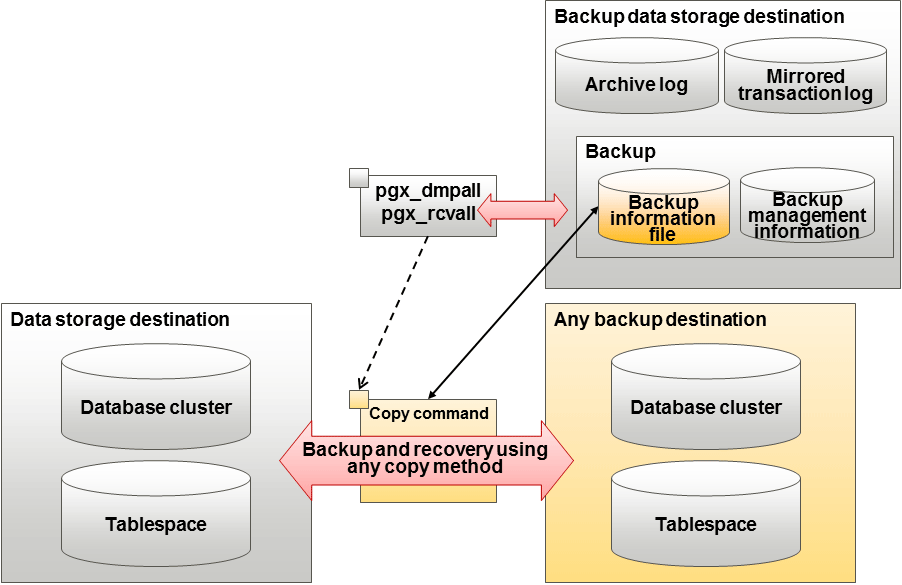 Backup data storage destination
Archive log
Mirrored
transaction log
Backup
pgx_dmpall
pgx_rcvall
Backup
information
file
Backup
management
information
Data storage destination
Any backup destination
Database cluster
Copy command
Database cluster
Backup and recovery using
any copy method
Tablespace
Tablespace